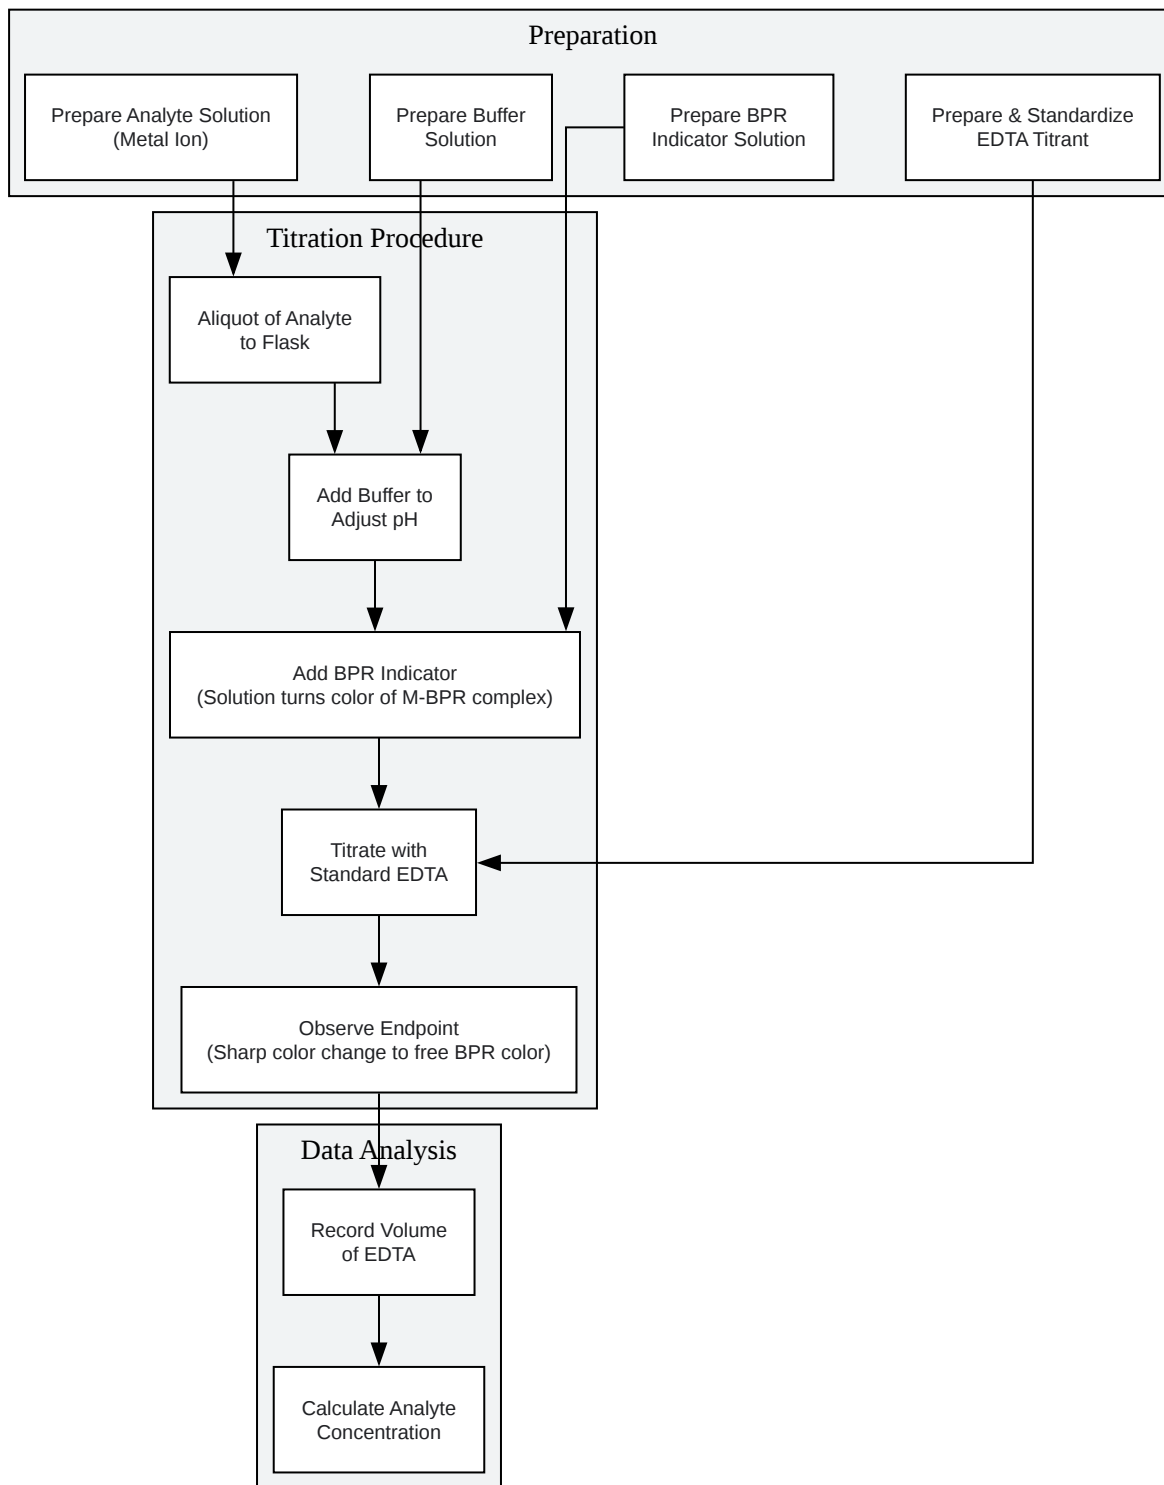 Preparation
Prepare Analyte Solution
(Metal Ion)
Prepare Buffer
Solution
Prepare BPR
Indicator Solution
Prepare & Standardize
EDTA Titrant
Titration Procedure
Aliquot of Analyte
to Flask
Add Buffer to
Adjust pH
Add BPR Indicator
(Solution turns color of M-BPR complex)
Titrate with
Standard EDTA
Observe Endpoint
(Sharp color change to free BPR color)
Data Analysis
Record Volume
of EDTA
Calculate Analyte
Concentration